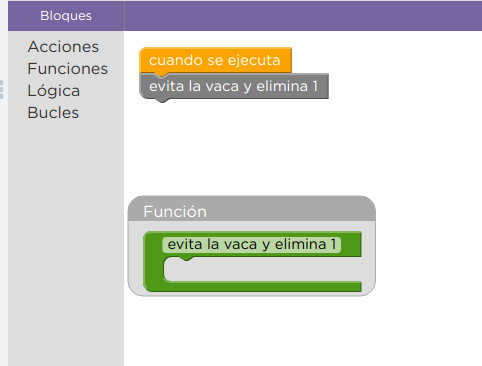 Bloques
Acciones
Funciones
Lógica
Bucles
cuando se ejecuta
evita la vaca y elimina 1
Función
evita la vaca y elimina 1